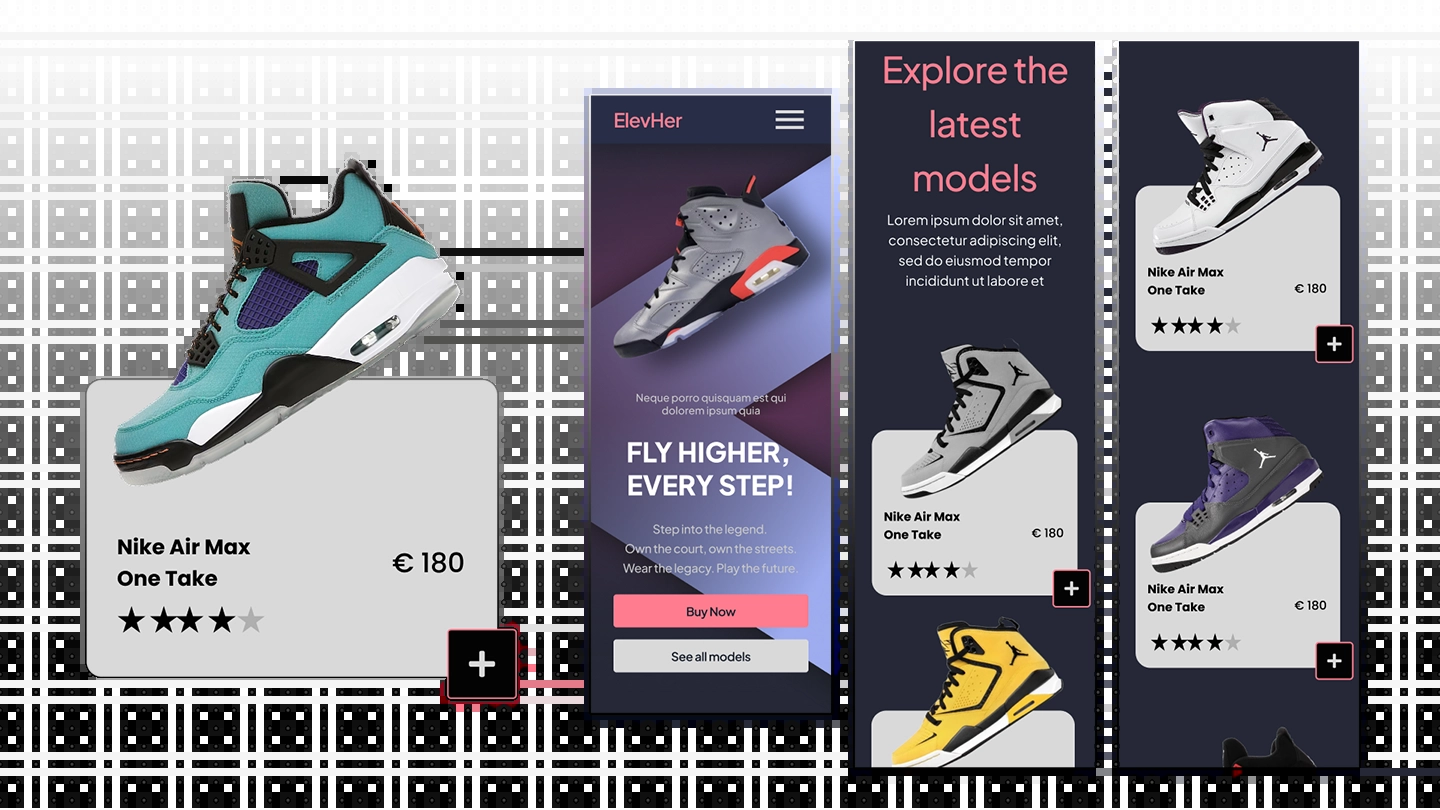 Nike Air Max
One Take
€ 180
★★★★★
+
ElevHer
Neque porro quisquam est qui
dolorem ipsum quia
FLY HIGHER,
EVERY STEP!
Step into the legend.
Own the court, own the streets.
Wear the legacy. Play the future.
Buy Now
See all models
Explore the
latest
models
Lorem ipsum dolor sit amet,
consectetur adipiscing elit,
sed do eiusmod tempor
incididunt ut labore et
Nike Air Max
One Take
€ 180
★★★★★
+
Nike Air Max
One Take
€ 180
★★★★★
+
Nike Air Max
One Take
€ 180
★★★★★
+